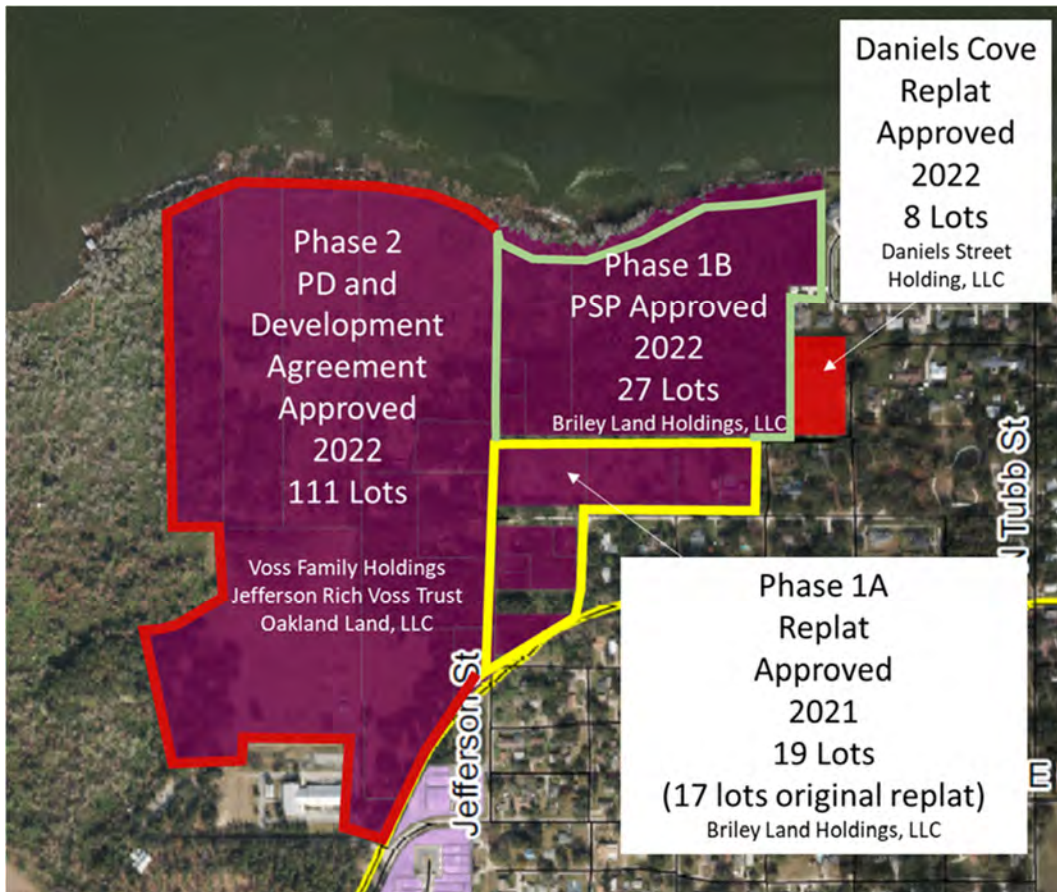 Daniels Cove
Replat
Approved
2022
8 Lots
Daniels Street
Holding, LLC
Phase 2
PD and
Development
Agreement
Approved
2022
111 Lots
Voss Family Holdings
Jefferson Rich Voss Trust
Oakland Land, LLC
Phase 1B
PSP Approved
2022
27 Lots
Briley Land Holdings, LLC
Phase 1A
Replat
Approved
2021
19 Lots
(17 lots original replat)
Briley Land Holdings, LLC
Jefferson St
N Tubb St
E